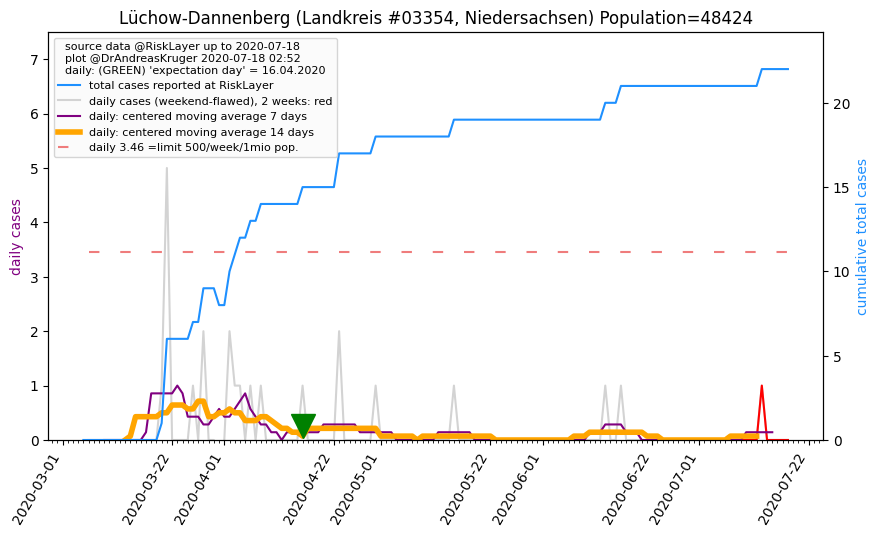 Lüchow-Dannenberg (Landkreis #03354, Niedersachsen) Population=48424
source data @RiskLayer up to 2020-07-18
plot @DrAndreasKruger 2020-07-18 02:52
daily: (GREEN) 'expectation day' = 16.04.2020
total cases reported at RiskLayer
daily cases (weekend-flawed), 2 weeks: red
daily: centered moving average 7 days
daily: centered moving average 14 days
daily 3.46 =limit 500/week/1mio pop.
daily cases
7
6
5
4
3
2
1
0
cumulative total cases
20
15
10
5
0
2020-03-01
2020-03-22
2020-04-01
2020-04-22
2020-05-01
2020-05-22
2020-06-01
2020-06-22
2020-07-01
2020-07-22